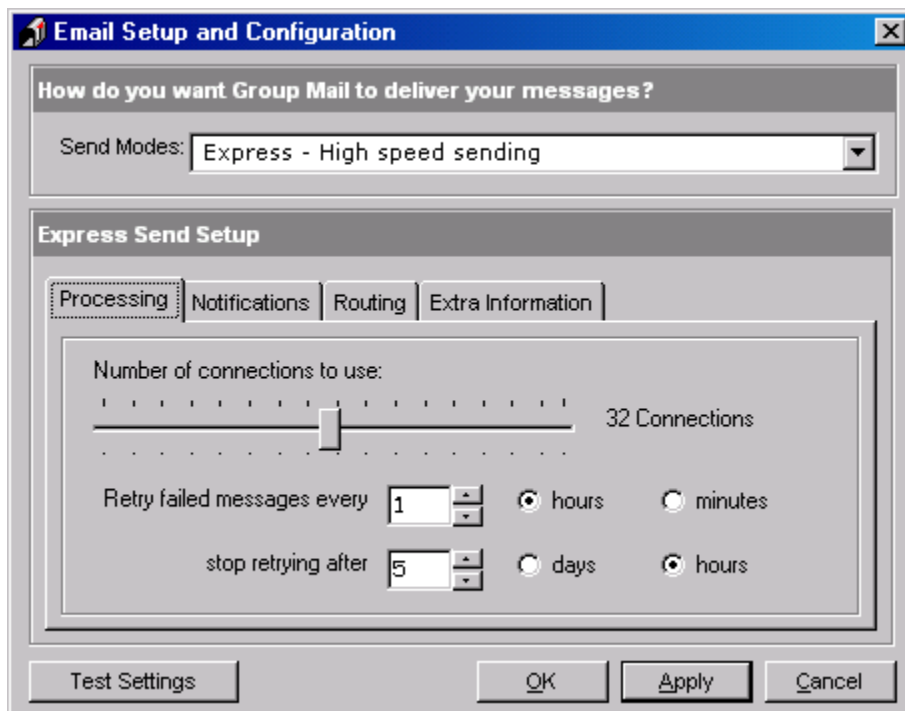 Email Setup and Configuration
How do you want Group Mail to deliver your messages?
Send Modes: Express - High speed sending
Express Send Setup
Processing Notifications Routing Extra Information
Number of connections to use:
32 Connections
Retry failed messages every 1 hours minutes
stop retrying after 5 days hours
Test Settings OK Apply Cancel